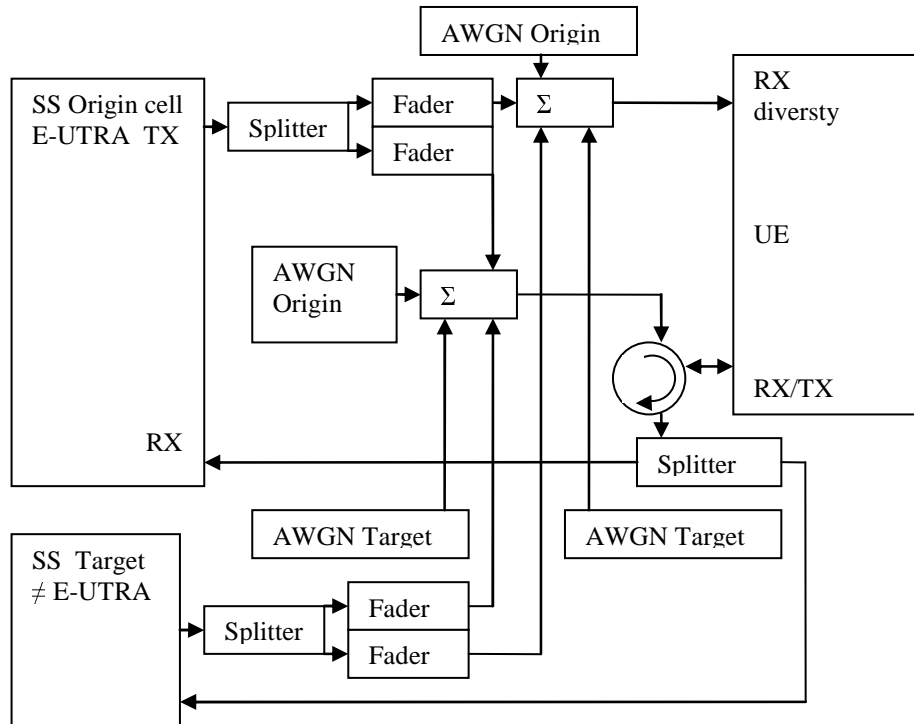 AWGN Origin
SS Origin cell
E-UTRA TX
Splitter
Fader
Fader
Σ
RX
diversty
UE
AWGN
Origin
Σ
RX/TX
RX
Splitter
AWGN Target
AWGN Target
SS Target
≠ E-UTRA
Splitter
Fader
Fader